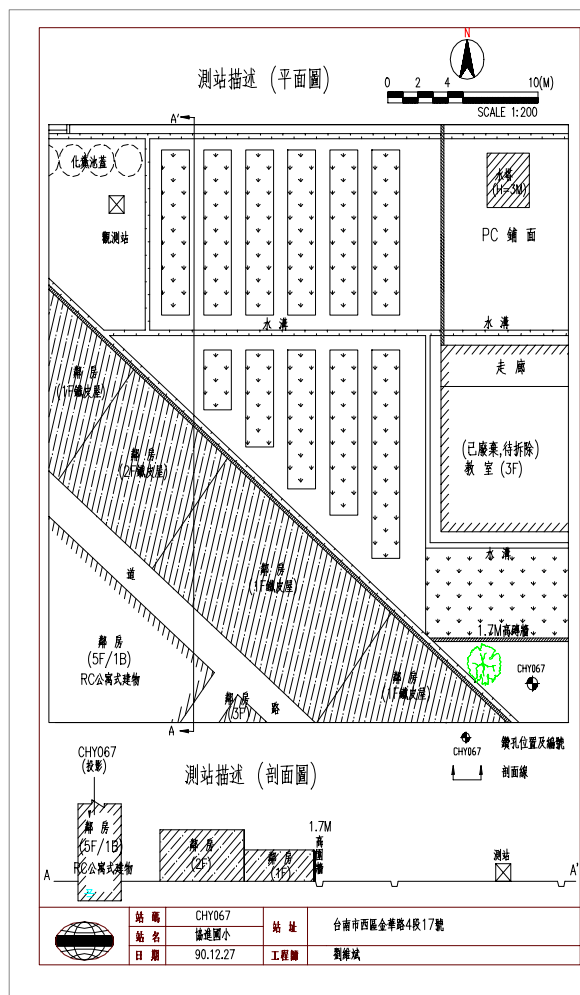 N
測站描述 (平面圖)
0 2 4 6 10(M)
SCALE 1:200
A'
化糞池蓋
水塔
(H=3M)
觀測站
PC 鋪面
水 溝
水 溝
走 廊
鄰 房
(1F鐵皮屋)
鄰 房
(2F鐵皮屋)
(已廢棄,待拆除)
教 室 (3F)
水 溝
道
鄰 房
(1F鐵皮屋)
鄰 房
(5F/1B)
RC公寓式建物
1.7M高磚牆
CHY067
鄰 房
(1F鐵皮屋)
鄰 房
(3F)
路
A
CHY067
鑽孔位置及編號
剖面線
測站描述 (剖面圖)
CHY067
(投影)
鄰 房
(5F/1B)
RC公寓式建物
鄰 房
(2F)
鄰 房
(1F)
1.7M
高圍牆
測站
A
A'
站 碼 CHY067 站 址 台南市西區金華路4段17號
站 名 協進國小
日 期 90.12.27 工程師 劉維斌